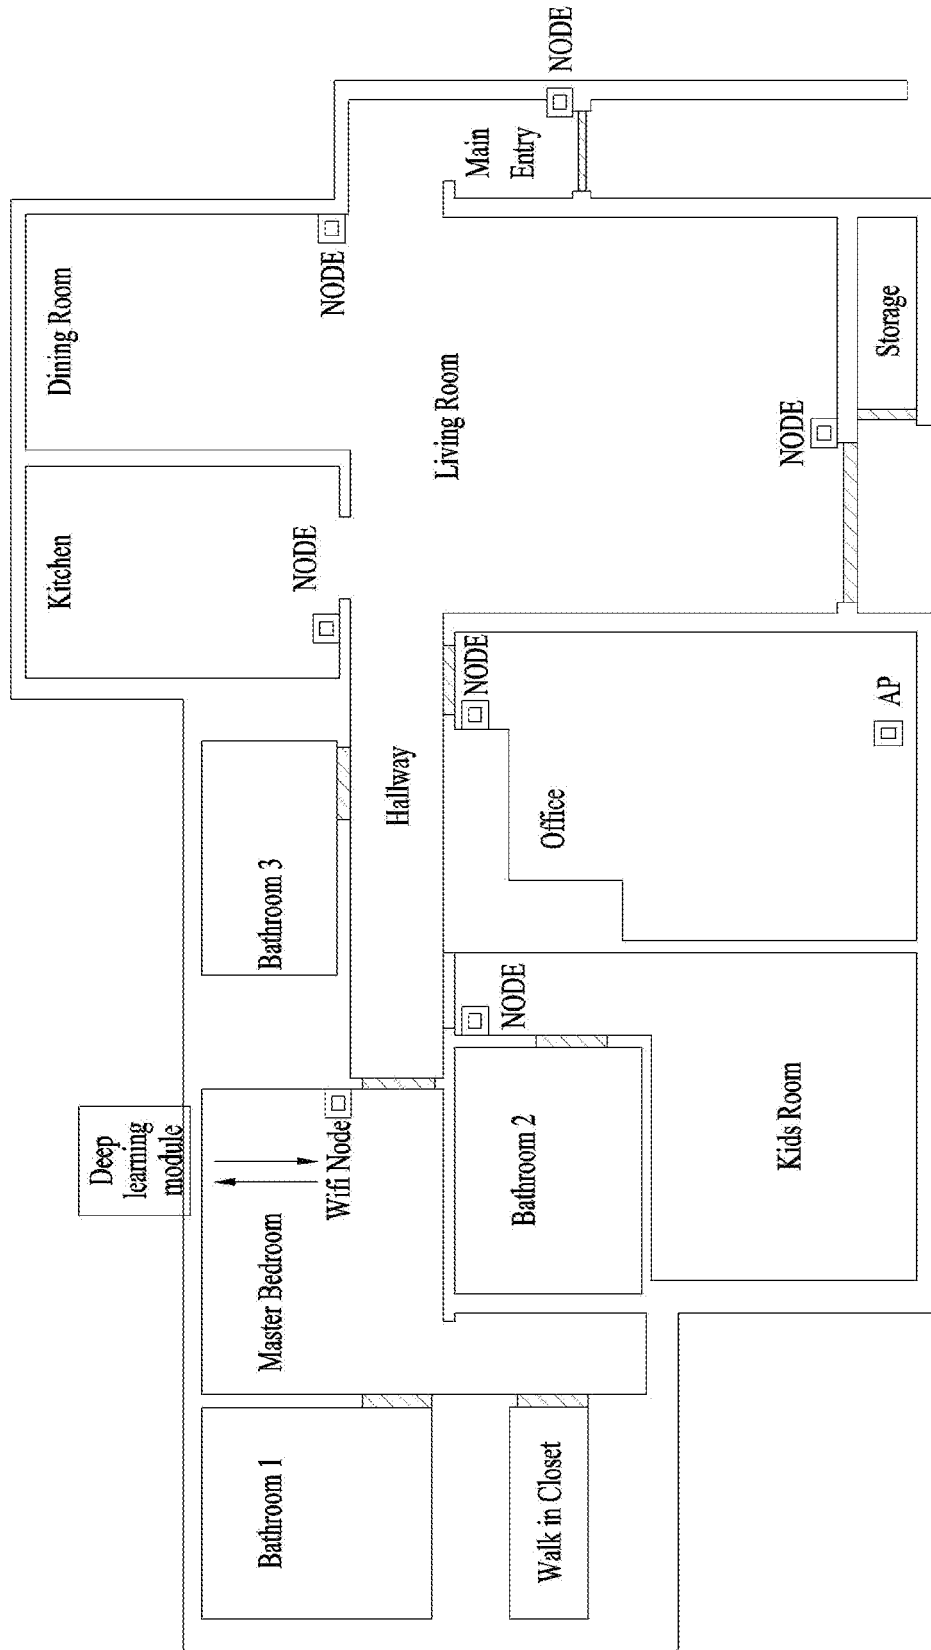 Deep
learning
module
Bathroom 1
Master Bedroom
Wifi Node
Bathroom 3
Kitchen
NODE
Dining Room
NODE
Hallway
Living Room
Main
Entry
NODE
Walk in Closet
Bathroom 2
NODE
Office
NODE
Kids Room
AP
NODE
Storage